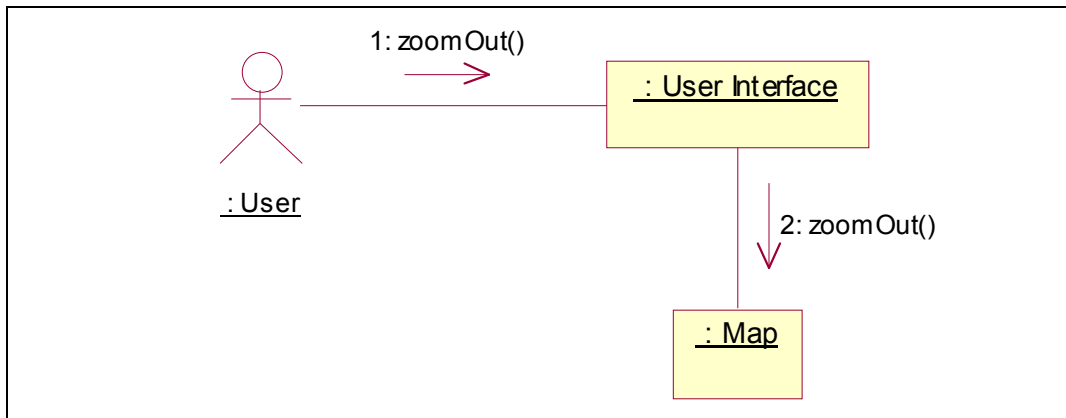 1: zoomOut()
: User Interface
: User
2: zoomOut()
: Map